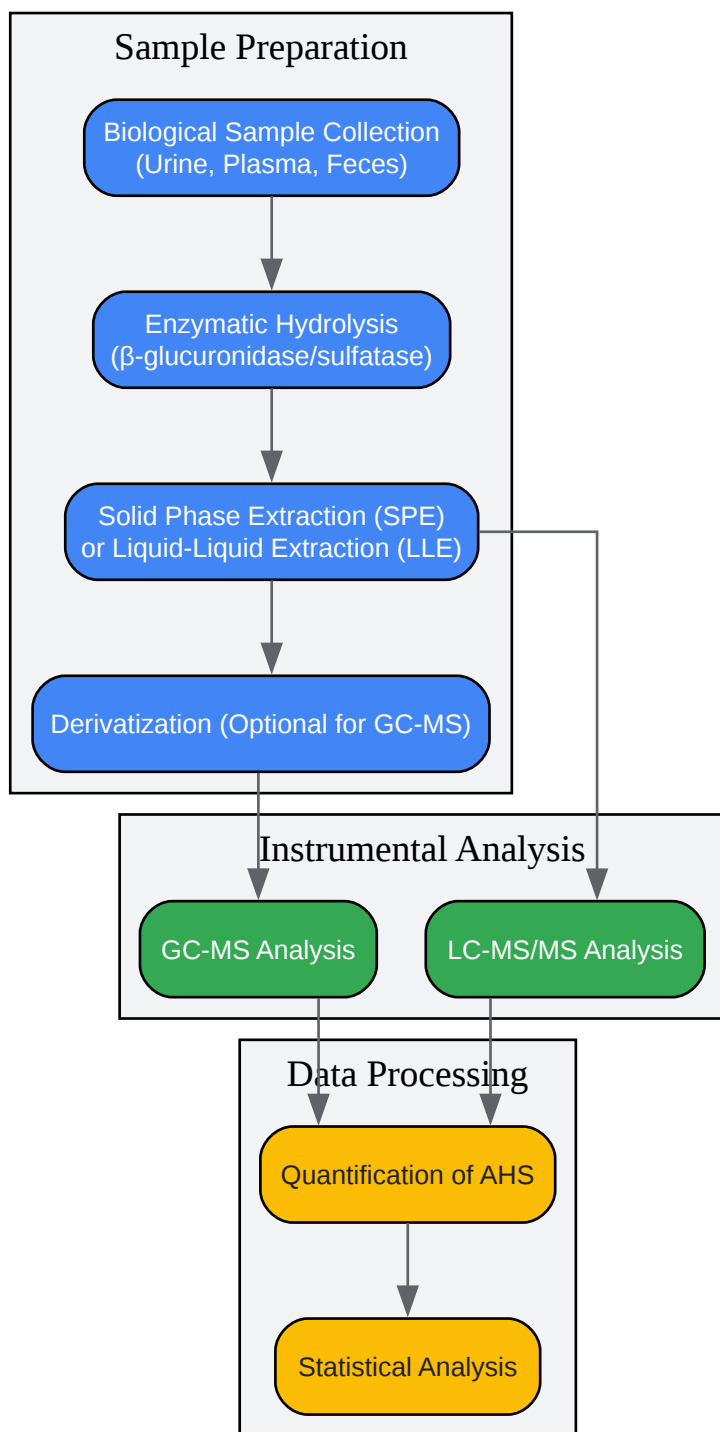 Sample Preparation
Biological Sample Collection
(Urine, Plasma, Feces)
Enzymatic Hydrolysis
(β-glucuronidase/sulfatase)
Solid Phase Extraction (SPE)
or Liquid-Liquid Extraction (LLE)
Derivatization (Optional for GC-MS)
Instrumental Analysis
GC-MS Analysis
LC-MS/MS Analysis
Data Processing
Quantification of AHS
Statistical Analysis